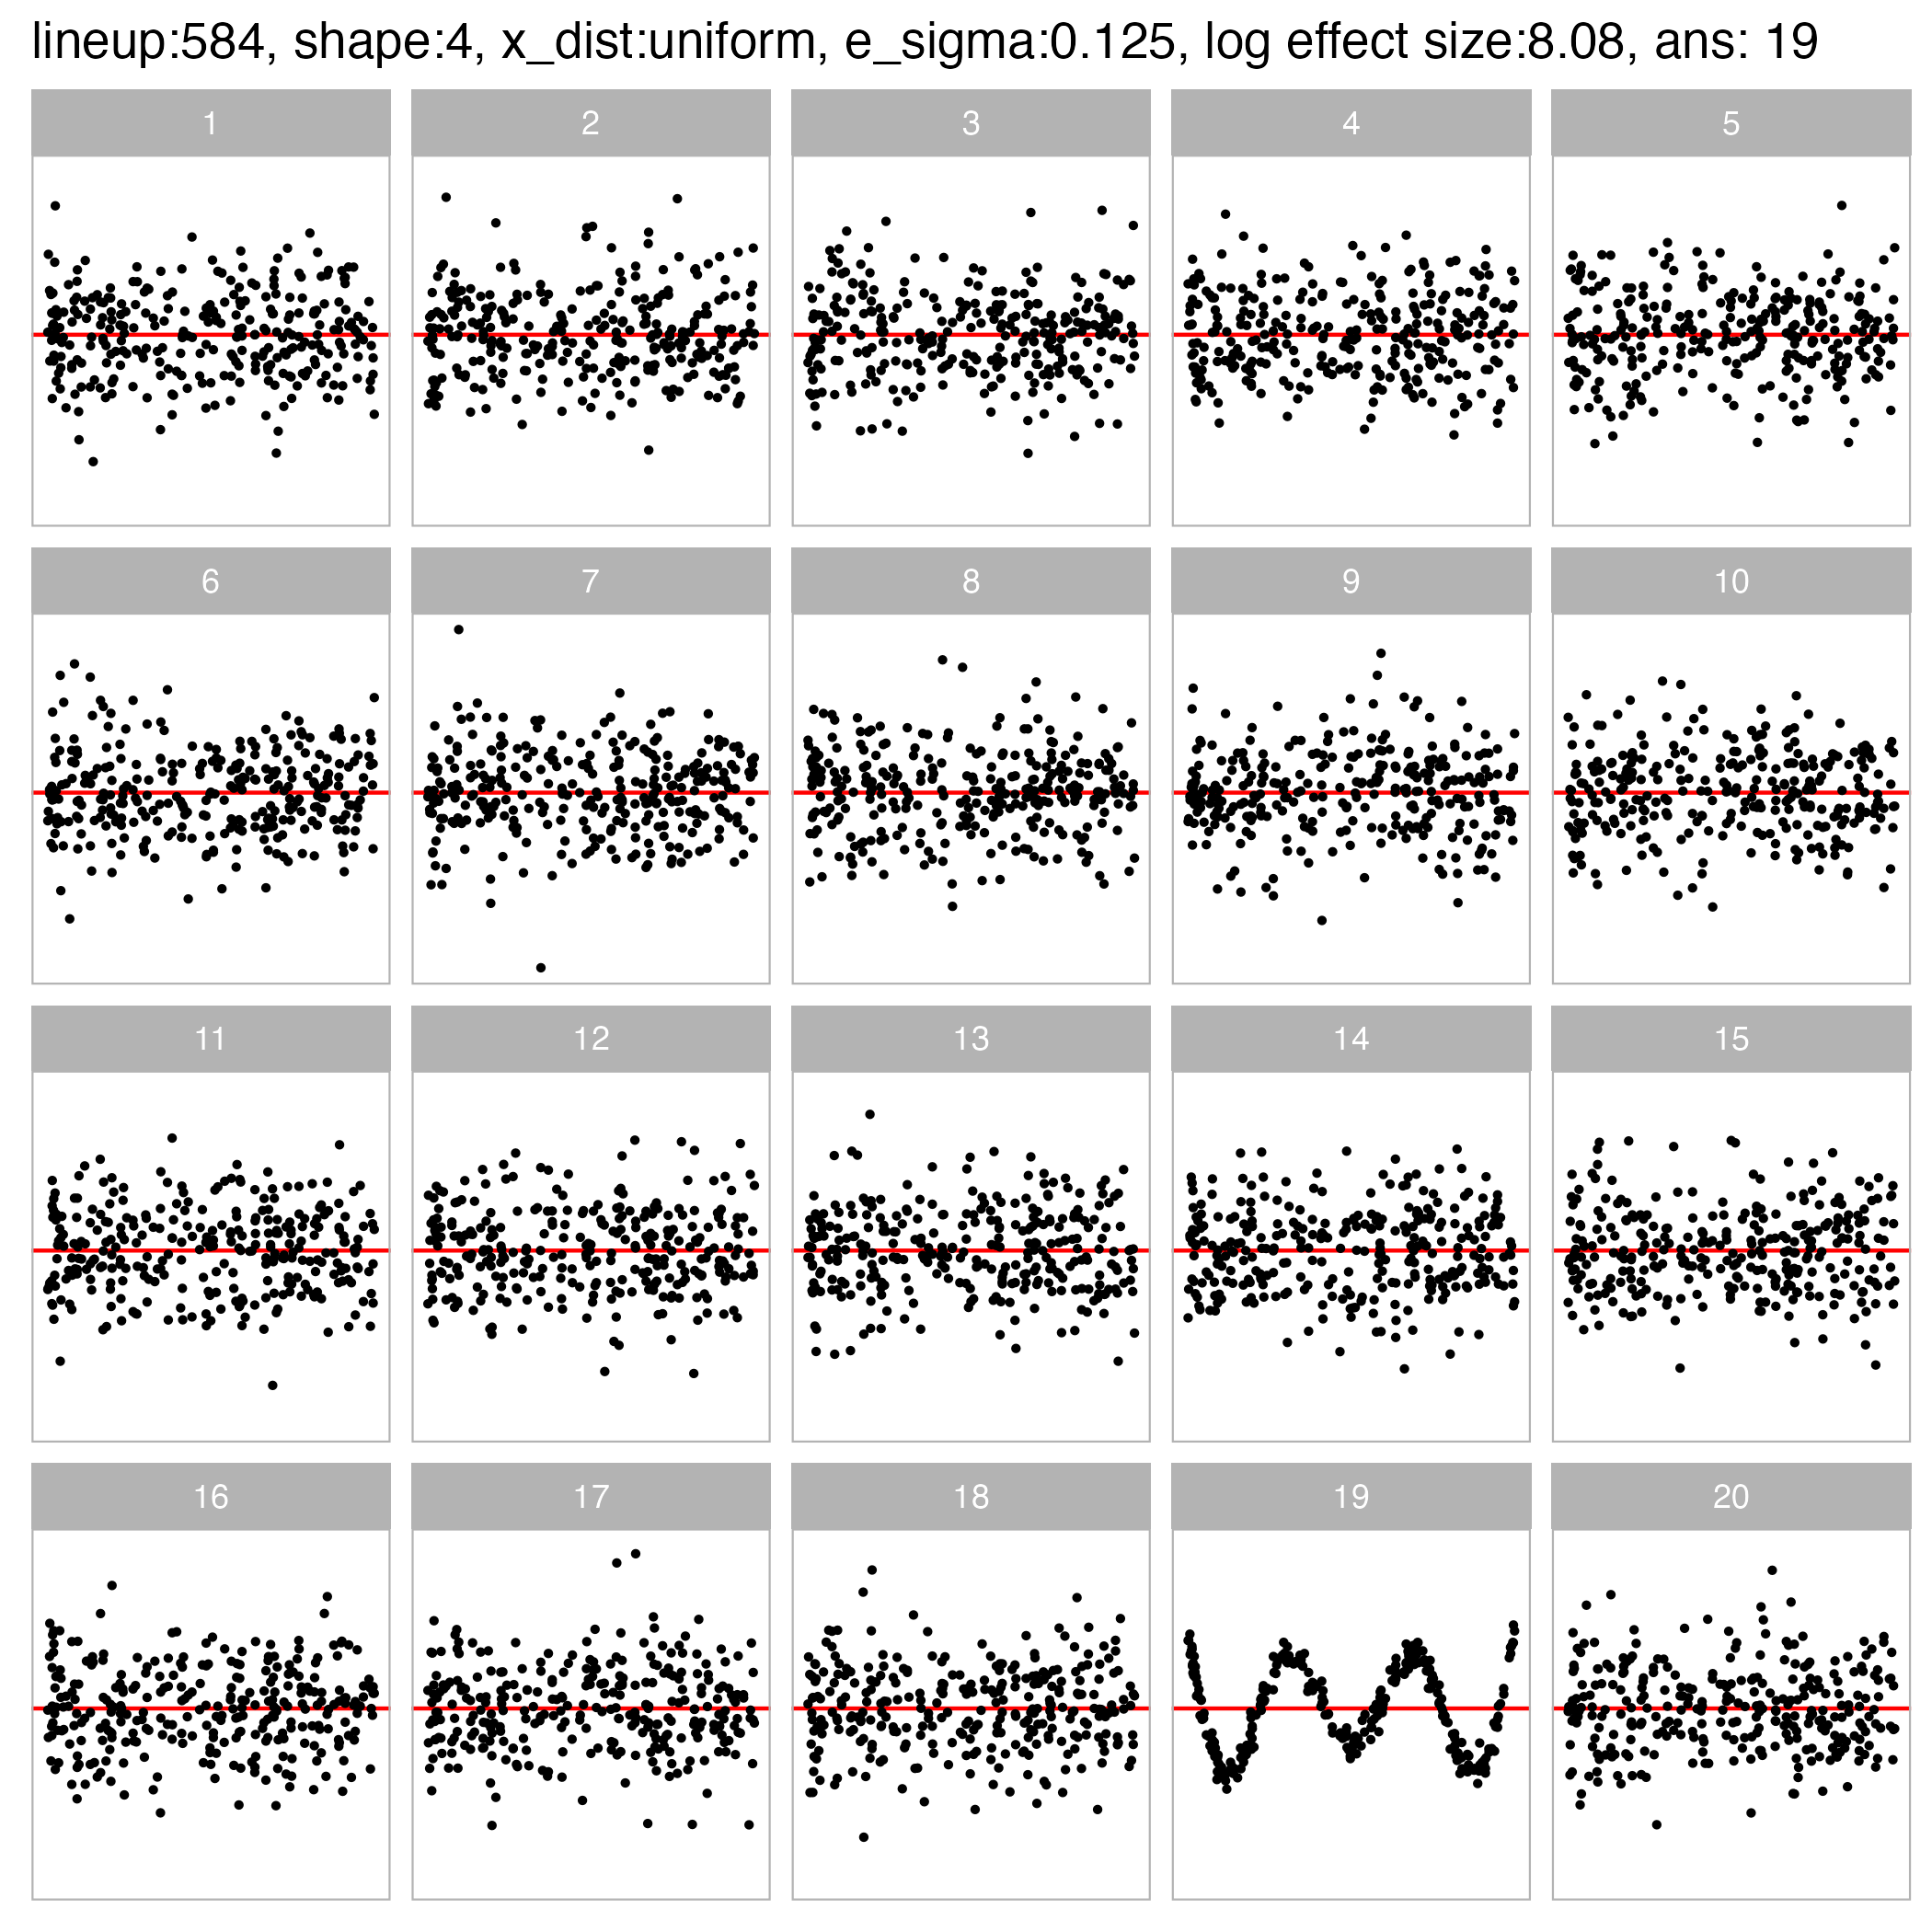 lineup:584, shape:4, x_dist:uniform, e_sigma:0.125, log effect size:8.08, ans: 19
1 2 3 4 5
6 7 8 9 10
11 12 13 14 15
16 17 18 19 20